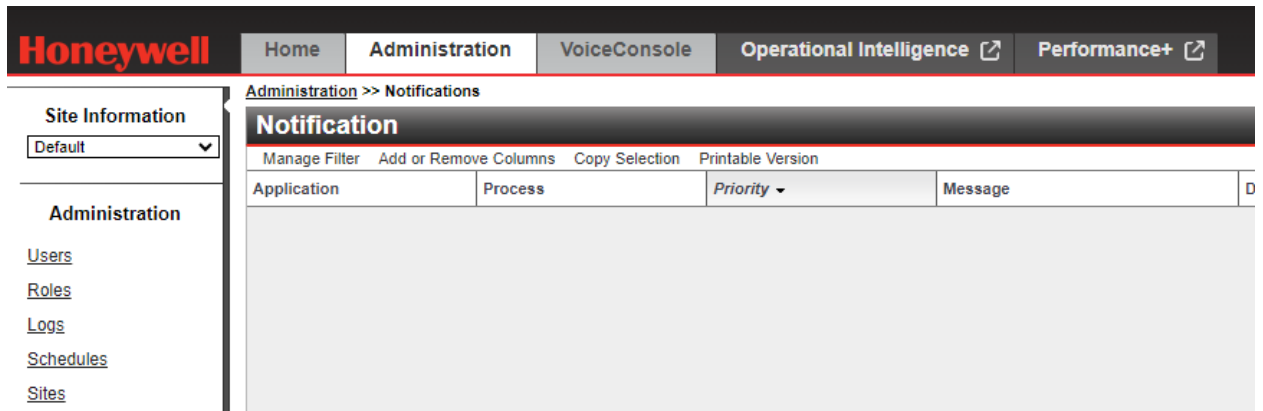 Honeywell
Home Administration VoiceConsole Operational Intelligence Performance+
Site Information
Default
Administration
Users
Roles
Logs
Schedules
Sites
Administration >> Notifications
Notification
Manage Filter Add or Remove Columns Copy Selection Printable Version
Application Process Priority Message